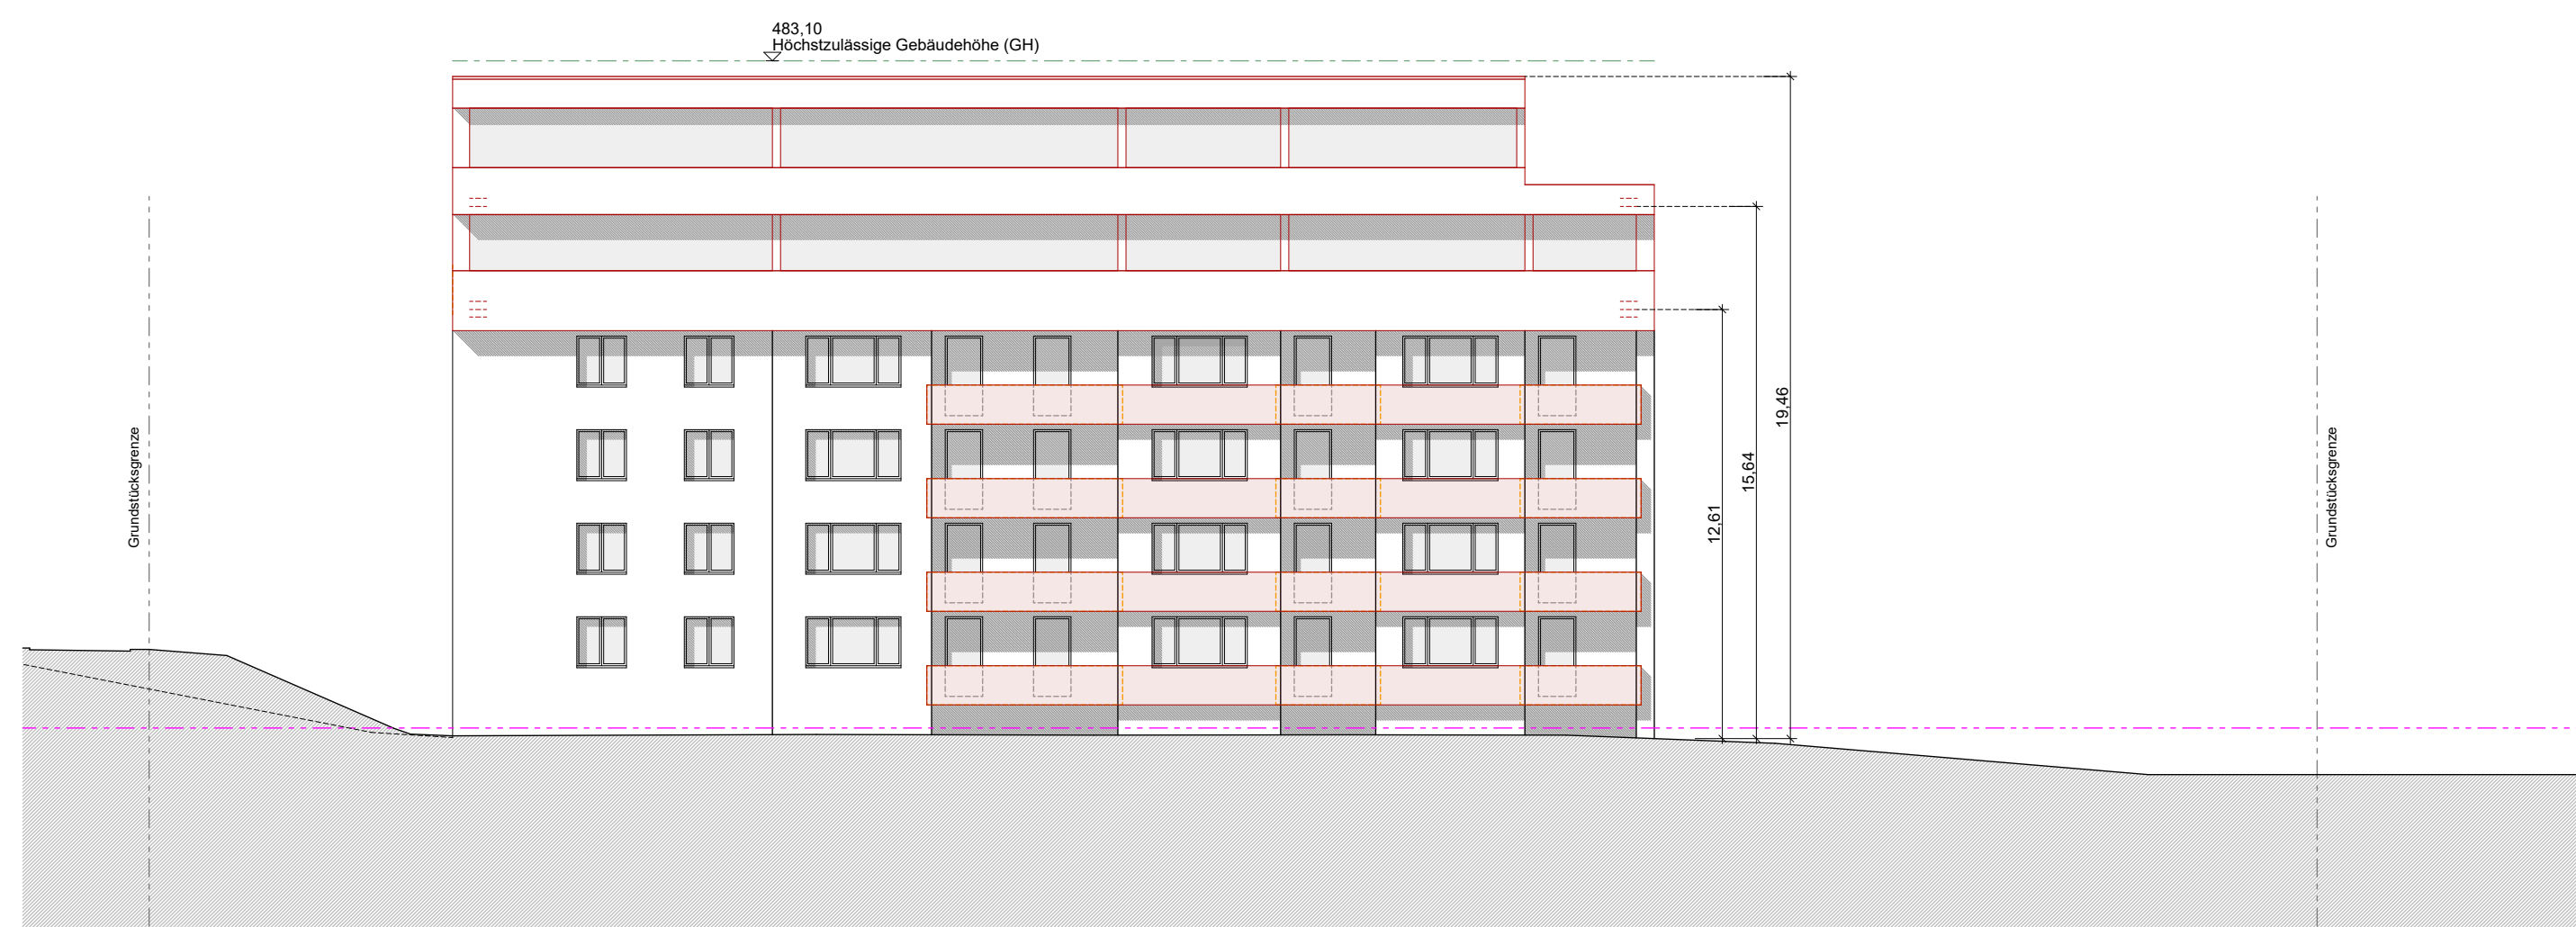 483,10
Höchstzulässige Gebäudehöhe (GH)
Grundstücksgrenze
12,61
15,64
19,46
Grundstücksgrenze